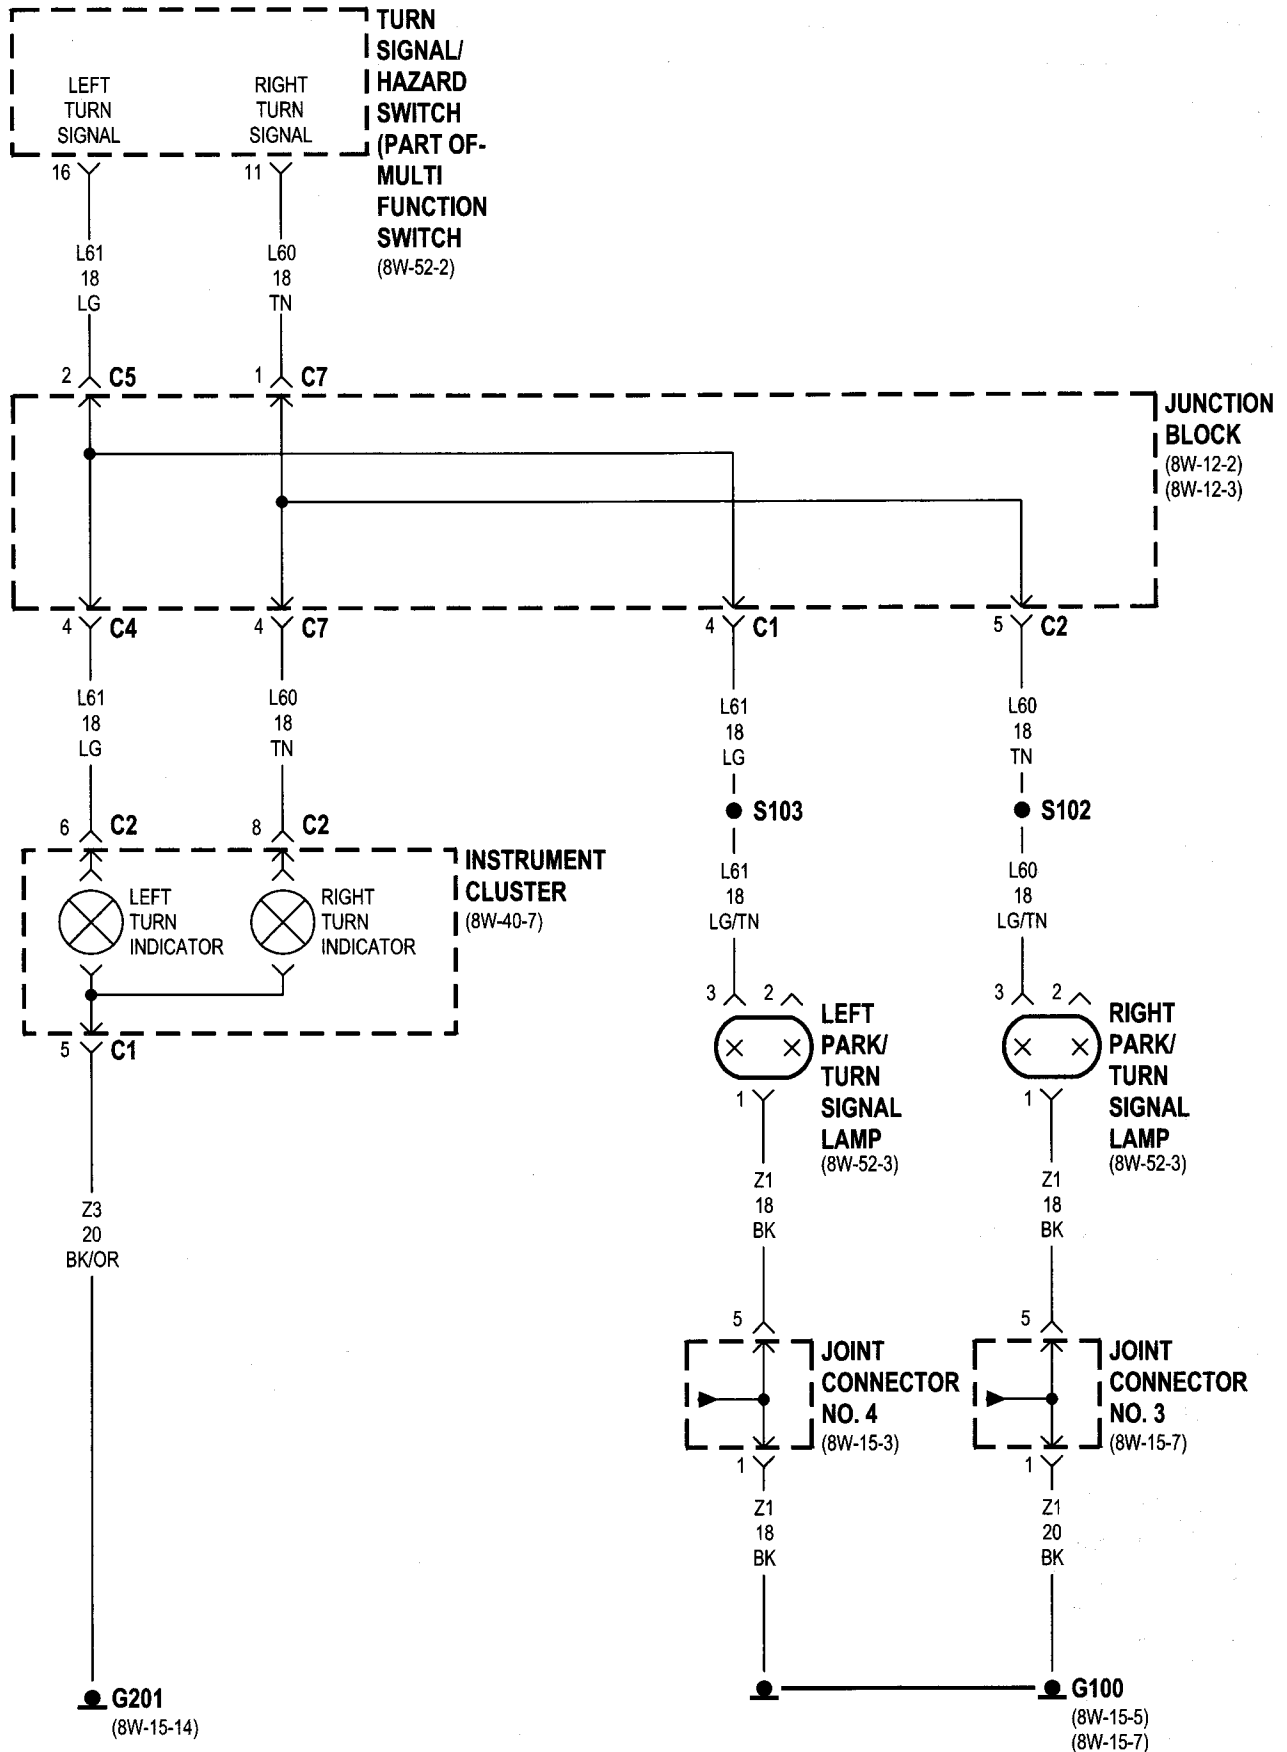 TURN
SIGNAL/
HAZARD
SWITCH
(PART OF-
MULTI
FUNCTION
SWITCH
(8W-52-2)
LEFT
TURN
SIGNAL
RIGHT
TURN
SIGNAL
16
11
L61
18
LG
L60
18
TN
2 C5
1 C7
JUNCTION
BLOCK
(8W-12-2)
(8W-12-3)
4 C4
4 C7
4 C1
5 C2
L61
18
LG
L60
18
TN
L61
18
LG
L60
18
TN
S103
S102
6 C2
8 C2
L61
18
LG/TN
L60
18
LG/TN
INSTRUMENT
CLUSTER
(8W-40-7)
LEFT
TURN
INDICATOR
RIGHT
TURN
INDICATOR
3 2
3 2
LEFT
PARK/
TURN
SIGNAL
LAMP
(8W-52-3)
RIGHT
PARK/
TURN
SIGNAL
LAMP
(8W-52-3)
5 C1
1
1
Z3
20
BK/OR
Z1
18
BK
Z1
18
BK
5
5
JOINT
CONNECTOR
NO. 4
(8W-15-3)
JOINT
CONNECTOR
NO. 3
(8W-15-7)
1
1
Z1
18
BK
Z1
20
BK
G201
(8W-15-14)
G100
(8W-15-5)
(8W-15-7)